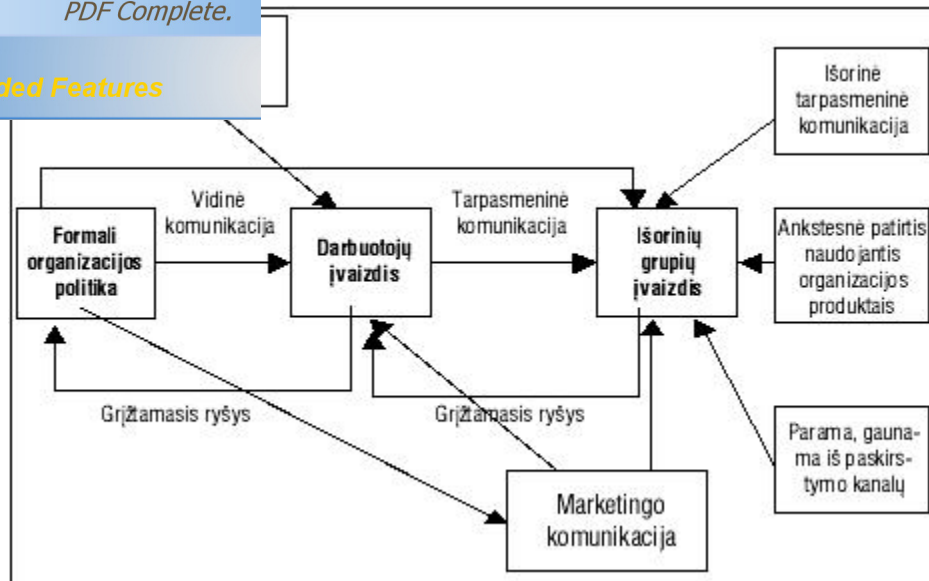 PDF Complete.
ded Features
Išorinė
tarpasmeninė
komunikacija
Vidinė
komunikacija
Tarpasmeninė
komunikacija
Formali
organizacijos
politika
Darbuotojų
įvaizdis
Išorinių
grupių
įvaizdis
Ankstesnė patirtis
naudojantis
organizacijos
produktais
Grįžtamasis ryšys
Grįžtamasis ryšys
Parama, gauna-
ma iš paskirs-
tymo kanalų
Marketingo
komunikacija